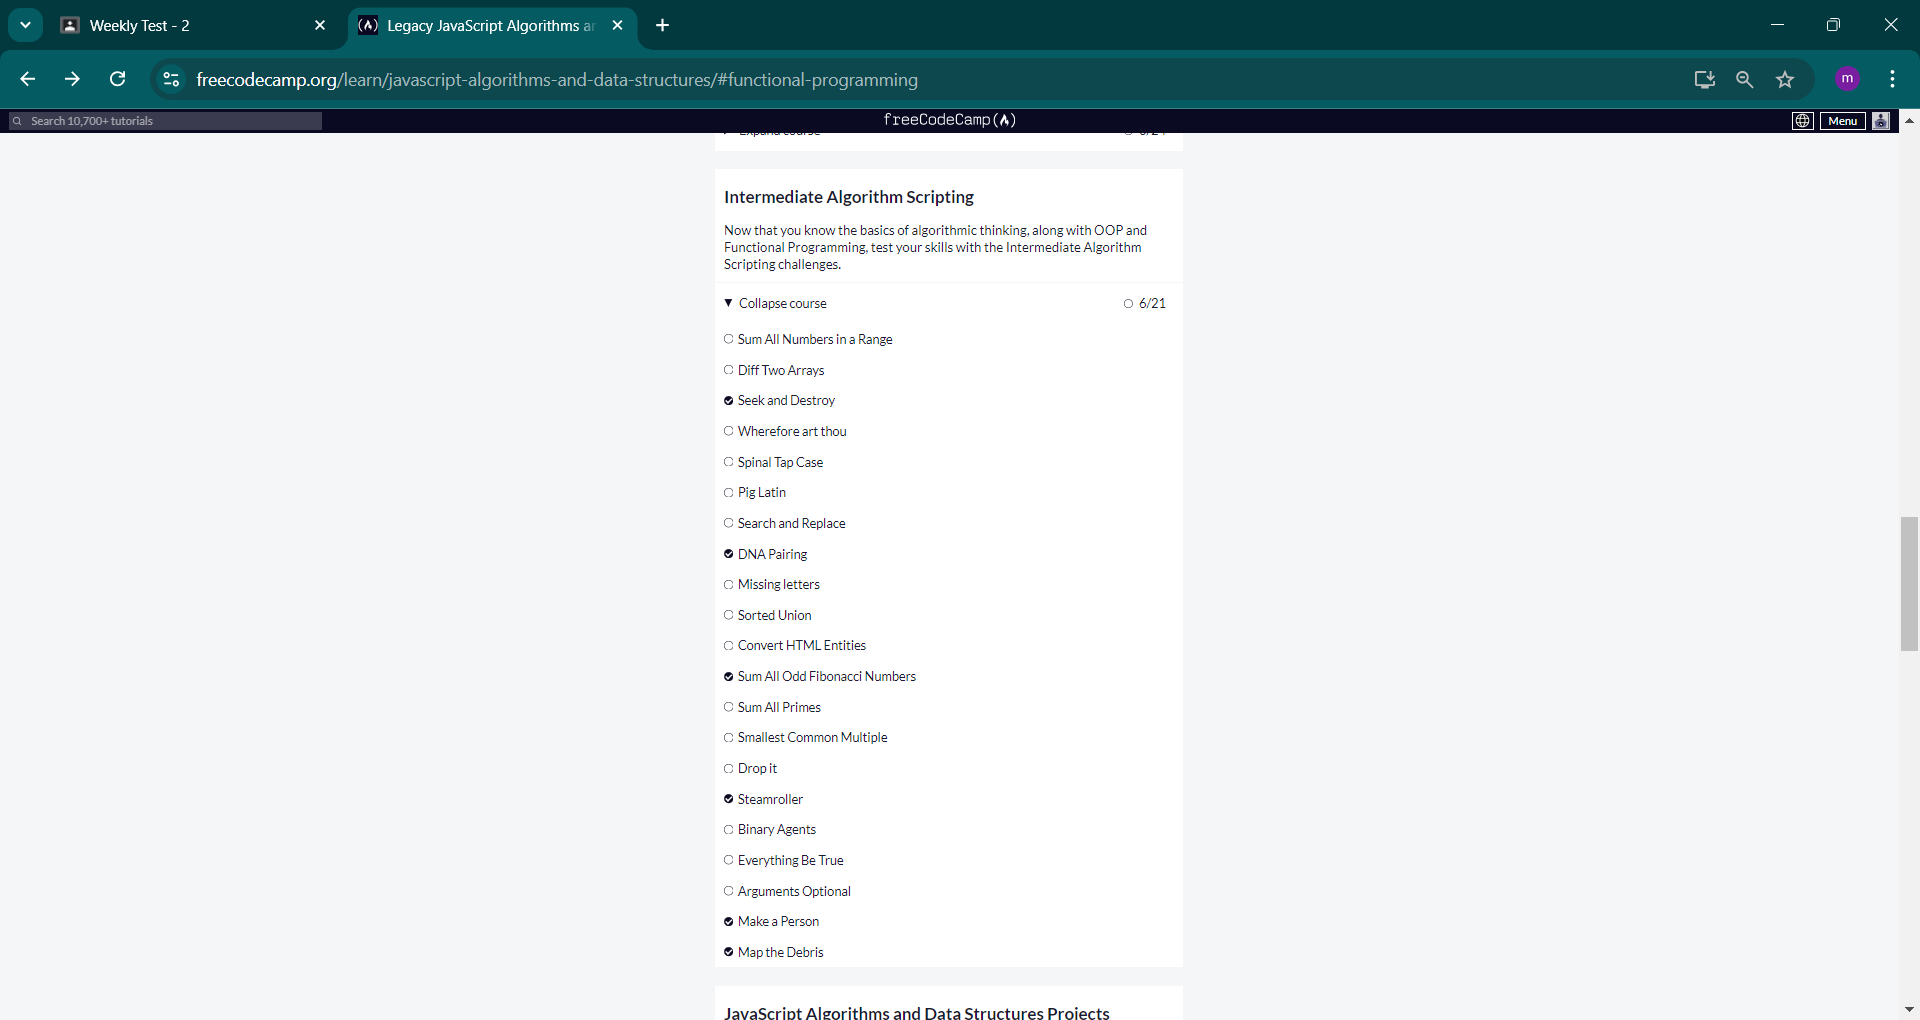 Weekly Test - 2
Legacy JavaScript Algorithms ar
freecodecamp.org/learn/javascript-algorithms-and-data-structures/#functional-programming
m
Search 10,700+ tutorials
freeCodeCamp
Menu
Expand course
Intermediate Algorithm Scripting
Now that you know the basics of algorithmic thinking, along with OOP and
Functional Programming, test your skills with the Intermediate Algorithm
Scripting challenges.
Collapse course
6/21
Sum All Numbers in a Range
Diff Two Arrays
Seek and Destroy
Wherefore art thou
Spinal Tap Case
Pig Latin
Search and Replace
DNA Pairing
Missing letters
Sorted Union
Convert HTML Entities
Sum All Odd Fibonacci Numbers
Sum All Primes
Smallest Common Multiple
Drop it
Steamroller
Binary Agents
Everything Be True
Arguments Optional
Make a Person
Map the Debris
JavaScript Algorithms and Data Structures Projects